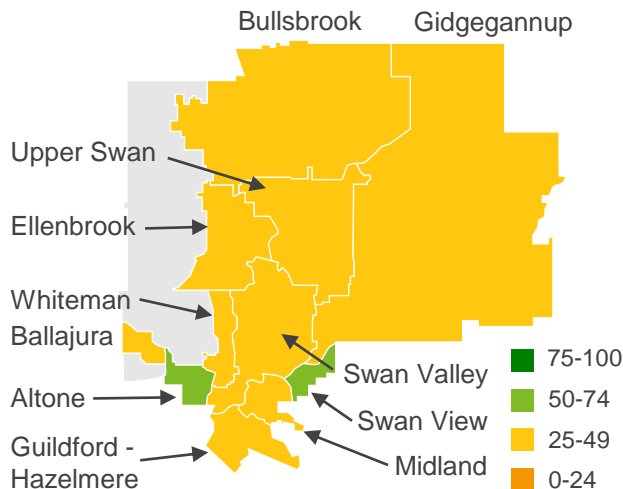 Bullsbrook
Gidgegannup
Upper Swan
Ellenbrook
Whiteman
Ballajura
Altone
Guildford -
Hazelmere
Swan Valley
Swan View
Midland
75-100
50-74
25-49
0-24